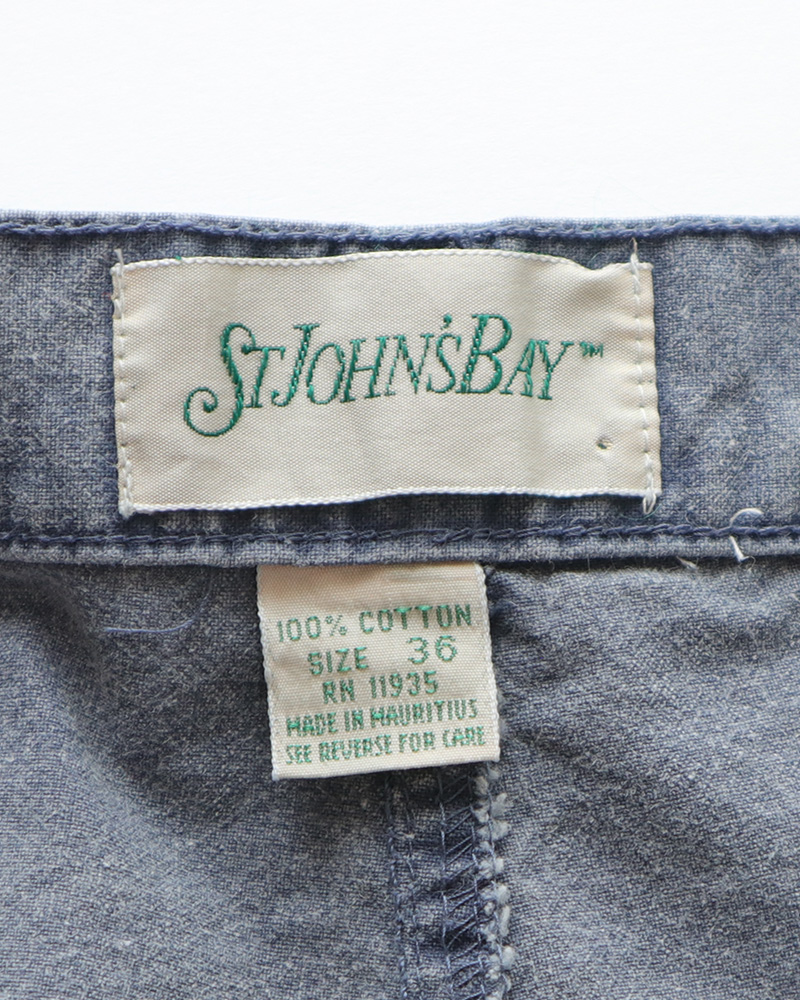 ST JOHN'S BAY™
100% COTTON
SIZE 36
RN 11935
MADE IN MAURITIUS
SEE REVERSE FOR CARE